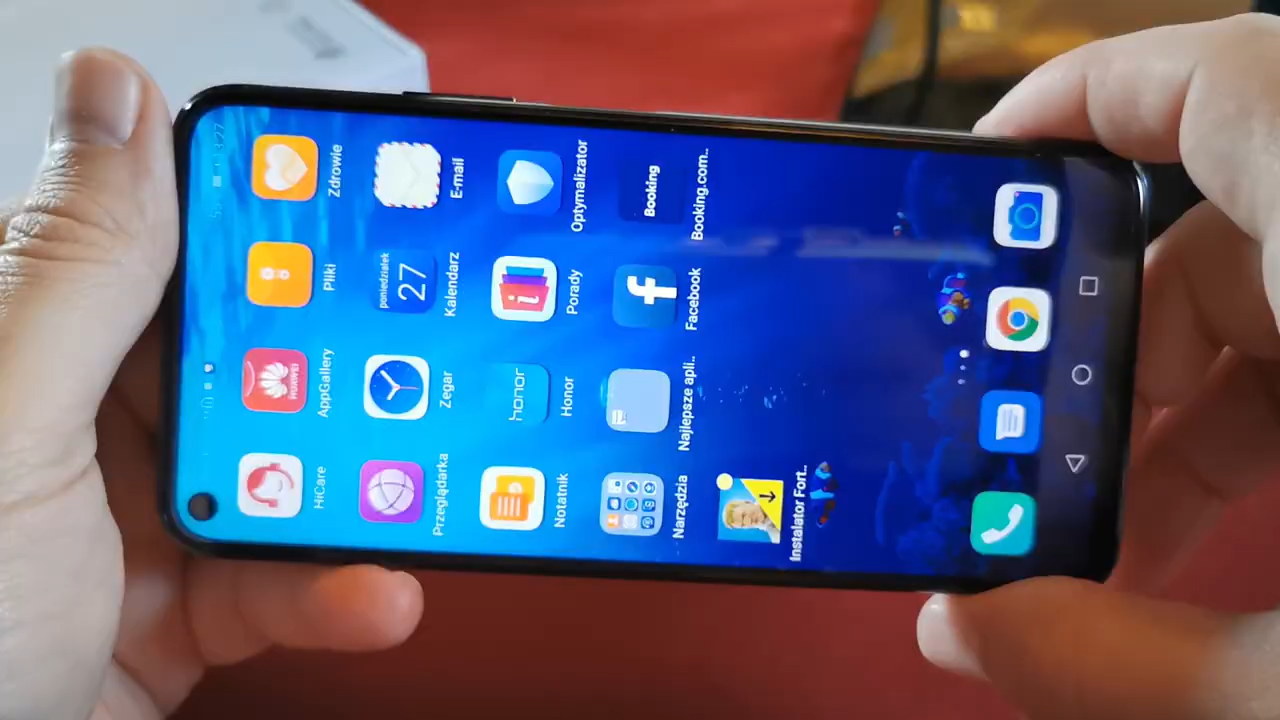 HUAWEI
HiCare
AppGallery
Pliki
Zdrowie
poniedziałek
27
Przeglądarka
Zegar
Kalendarz
E-mail
honor
i
Notatnik
Honor
Porady
Optymalizator
f
Booking
Narzędzia
Najlepsze apli..
Facebook
Booking.com..
Instalator Fort..